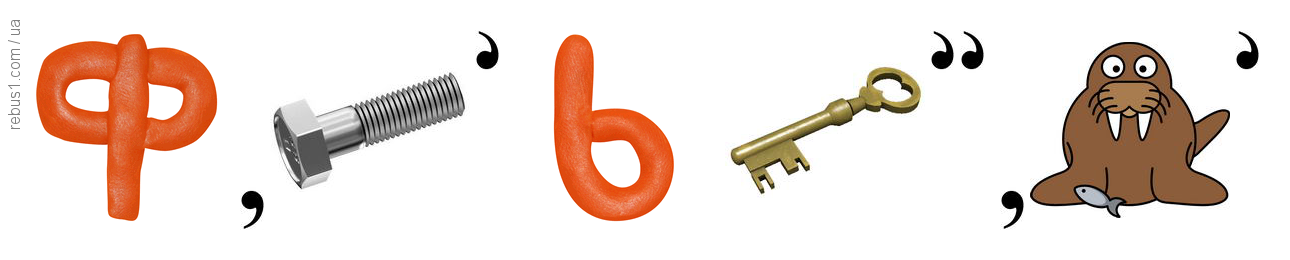 rebus1.com/ua
ф , ’ ь ’’ , ’